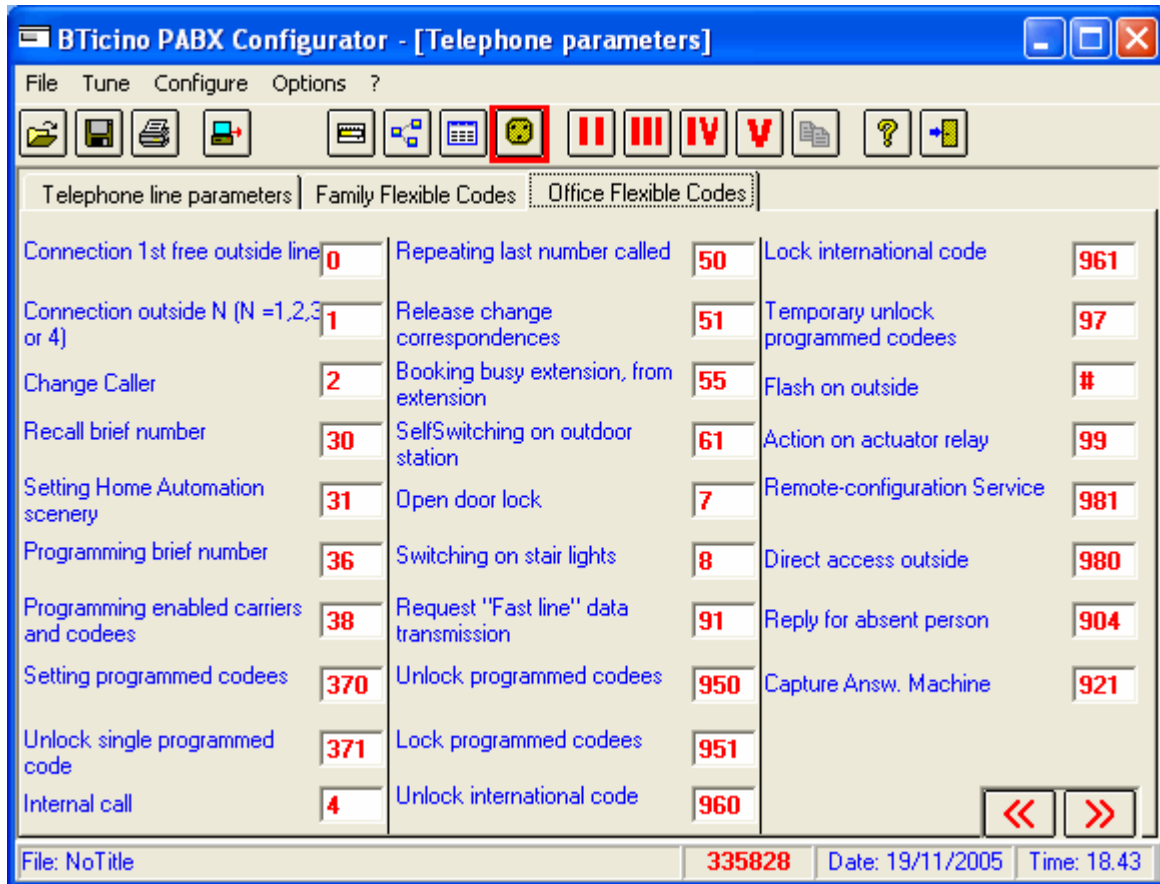 BTicino PABX Configurator - [Telephone parameters]
File Tune Configure Options ?
II III IV V ?
Telephone line parameters Family Flexible Codes Office Flexible Codes
Connection 1st free outside line 0
Connection outside N (N =1,2,3
or 4) 1
Change Caller 2
Recall brief number 30
Setting Home Automation
scenery 31
Programming brief number 36
Programming enabled carriers
and codees 38
Setting programmed codees 370
Unlock single programmed
code 371
Internal call 4
Repeating last number called 50
Release change
correspondences 51
Booking busy extension, from
extension 55
SelfSwitching on outdoor
station 61
Open door lock 7
Switching on stair lights 8
Request "Fast line" data
transmission 91
Unlock programmed codees 950
Lock programmed codees 951
Unlock international code 960
Lock international code 961
Temporary unlock
programmed codees 97
Flash on outside #
Action on actuator relay 99
Remote-configuration Service 981
Direct access outside 980
Reply for absent person 904
Capture Answ. Machine 921
<< >>
File: NoTitle 335828 Date: 19/11/2005 Time: 18.43